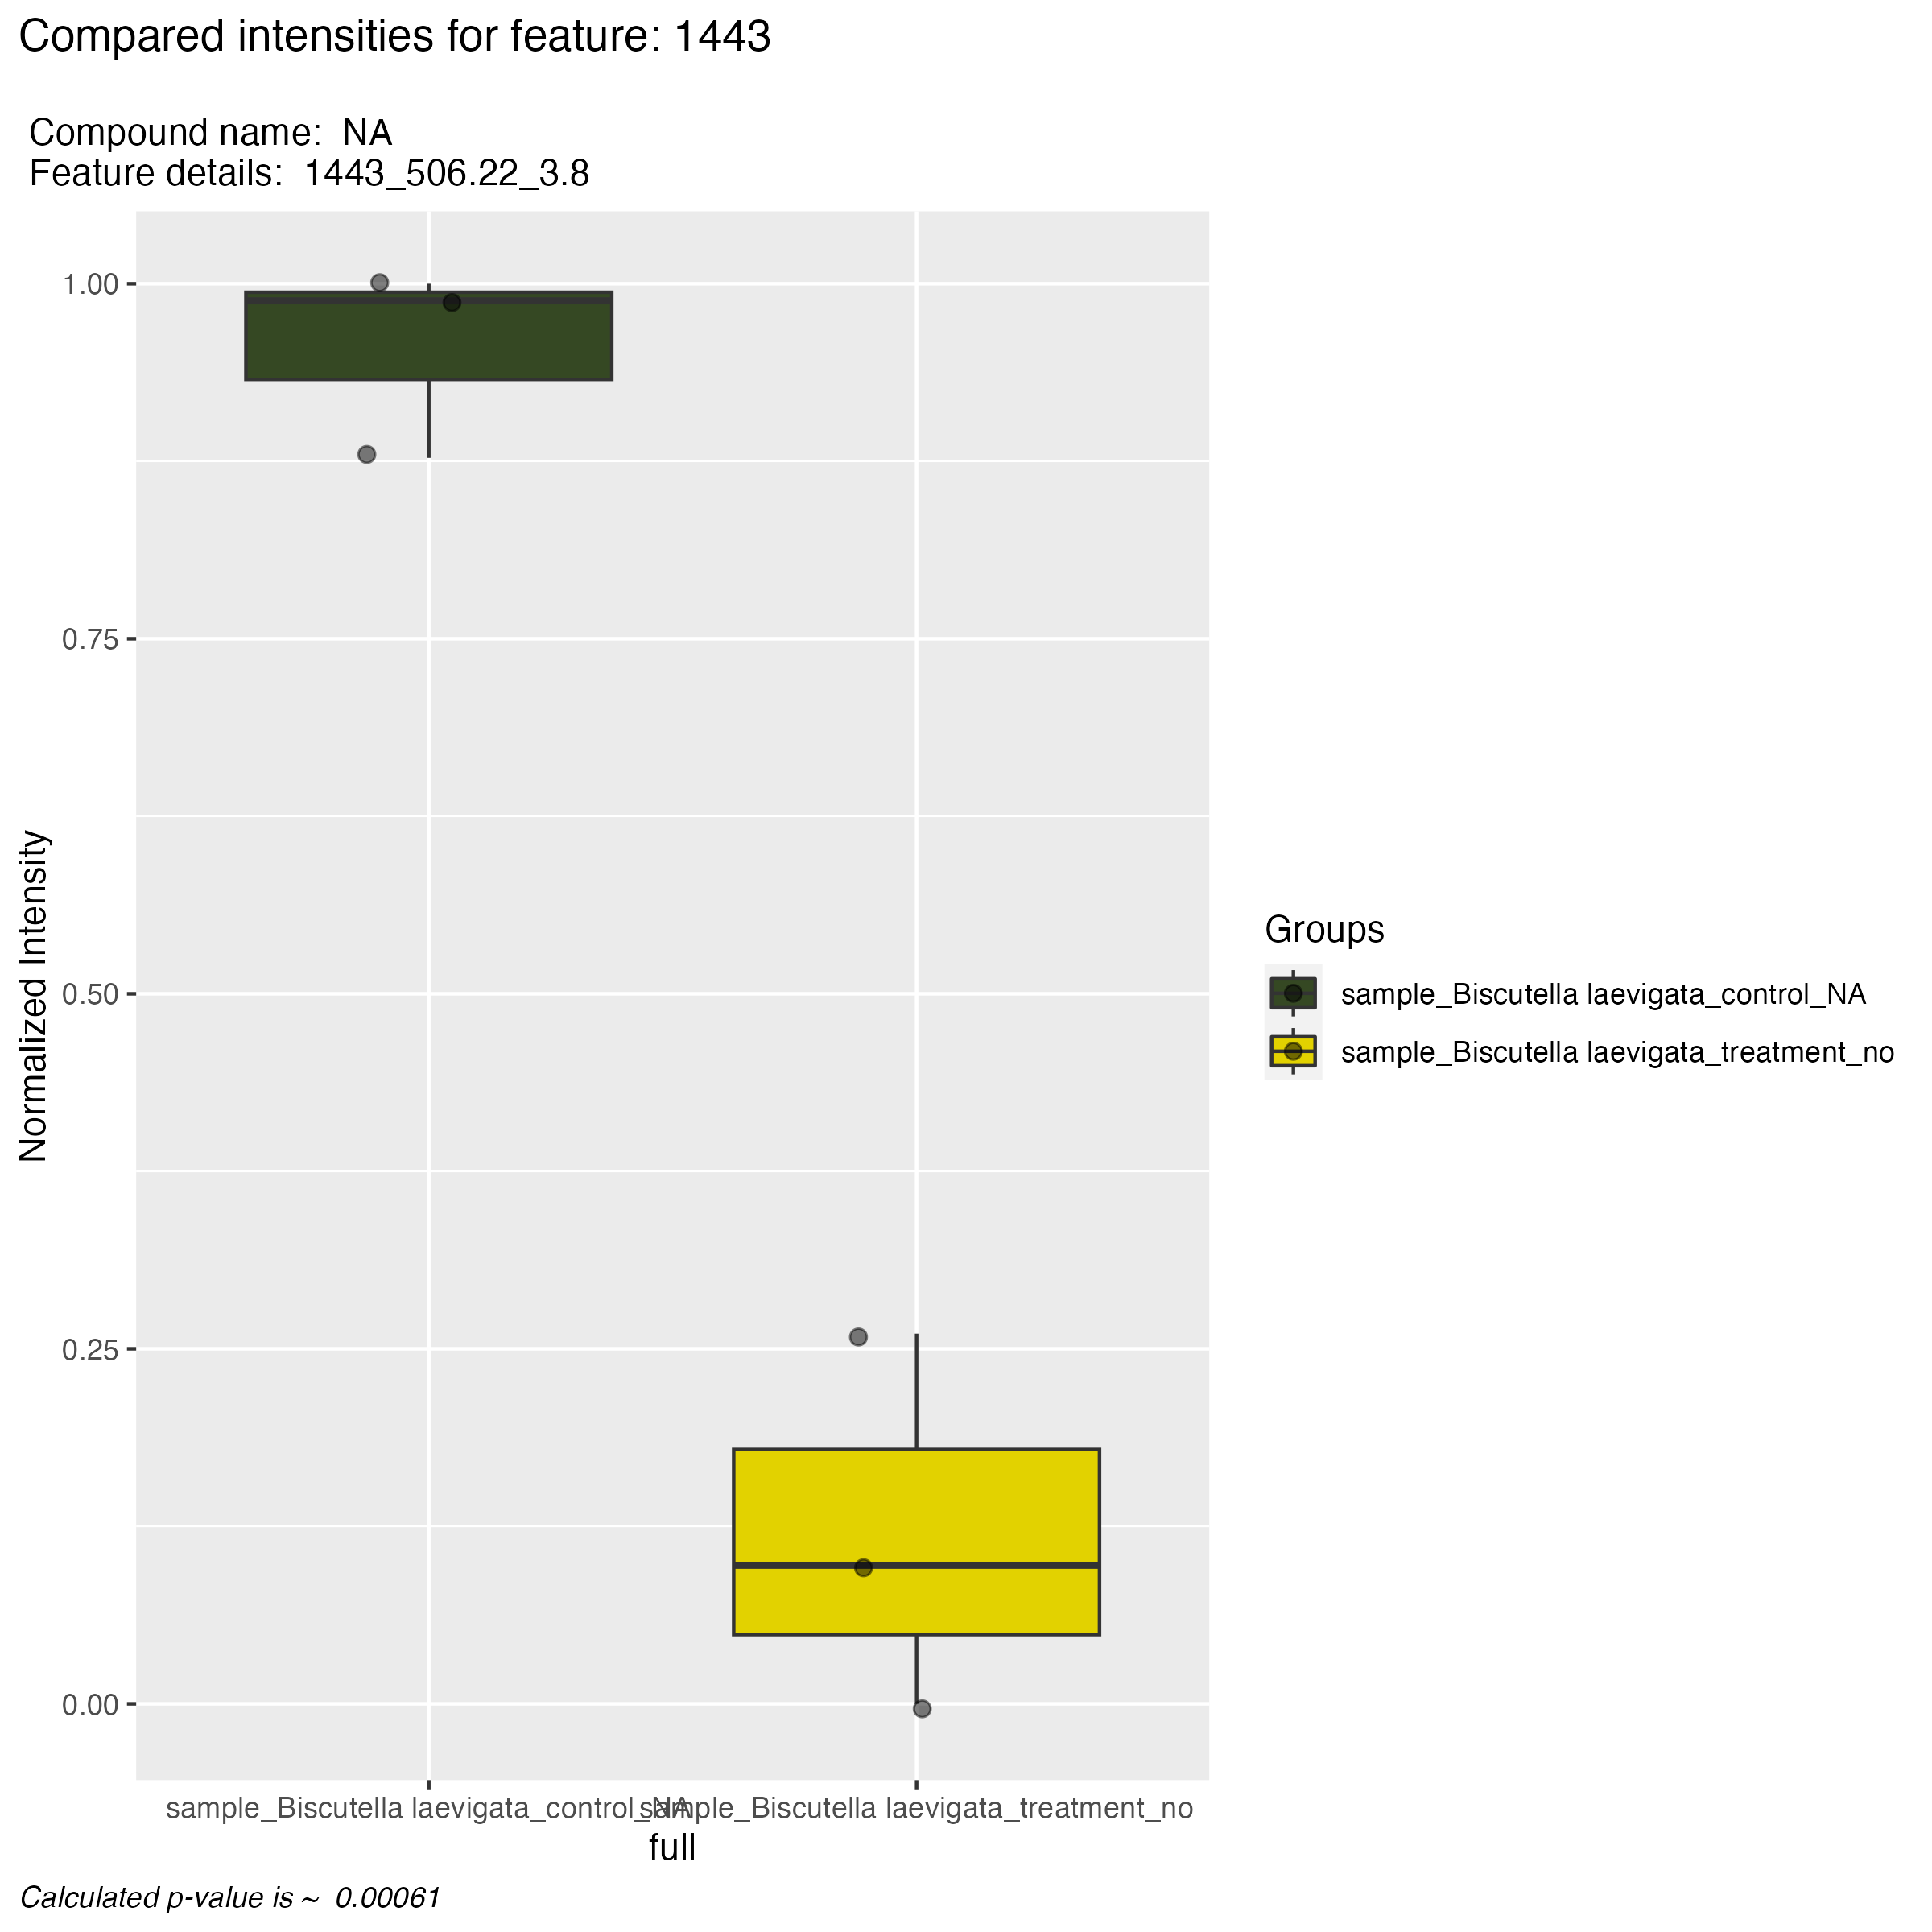 Compared intensities for feature: 1443
Compound name:  NA
Feature details:  1443_506.22_3.8
1.00
0.75
0.50
0.25
0.00
Normalized Intensity
sample_Biscutella laevigata_control_NA
sample_Biscutella laevigata_treatment_no
full
Groups
sample_Biscutella laevigata_control_NA
sample_Biscutella laevigata_treatment_no
Calculated p-value is ~  0.00061